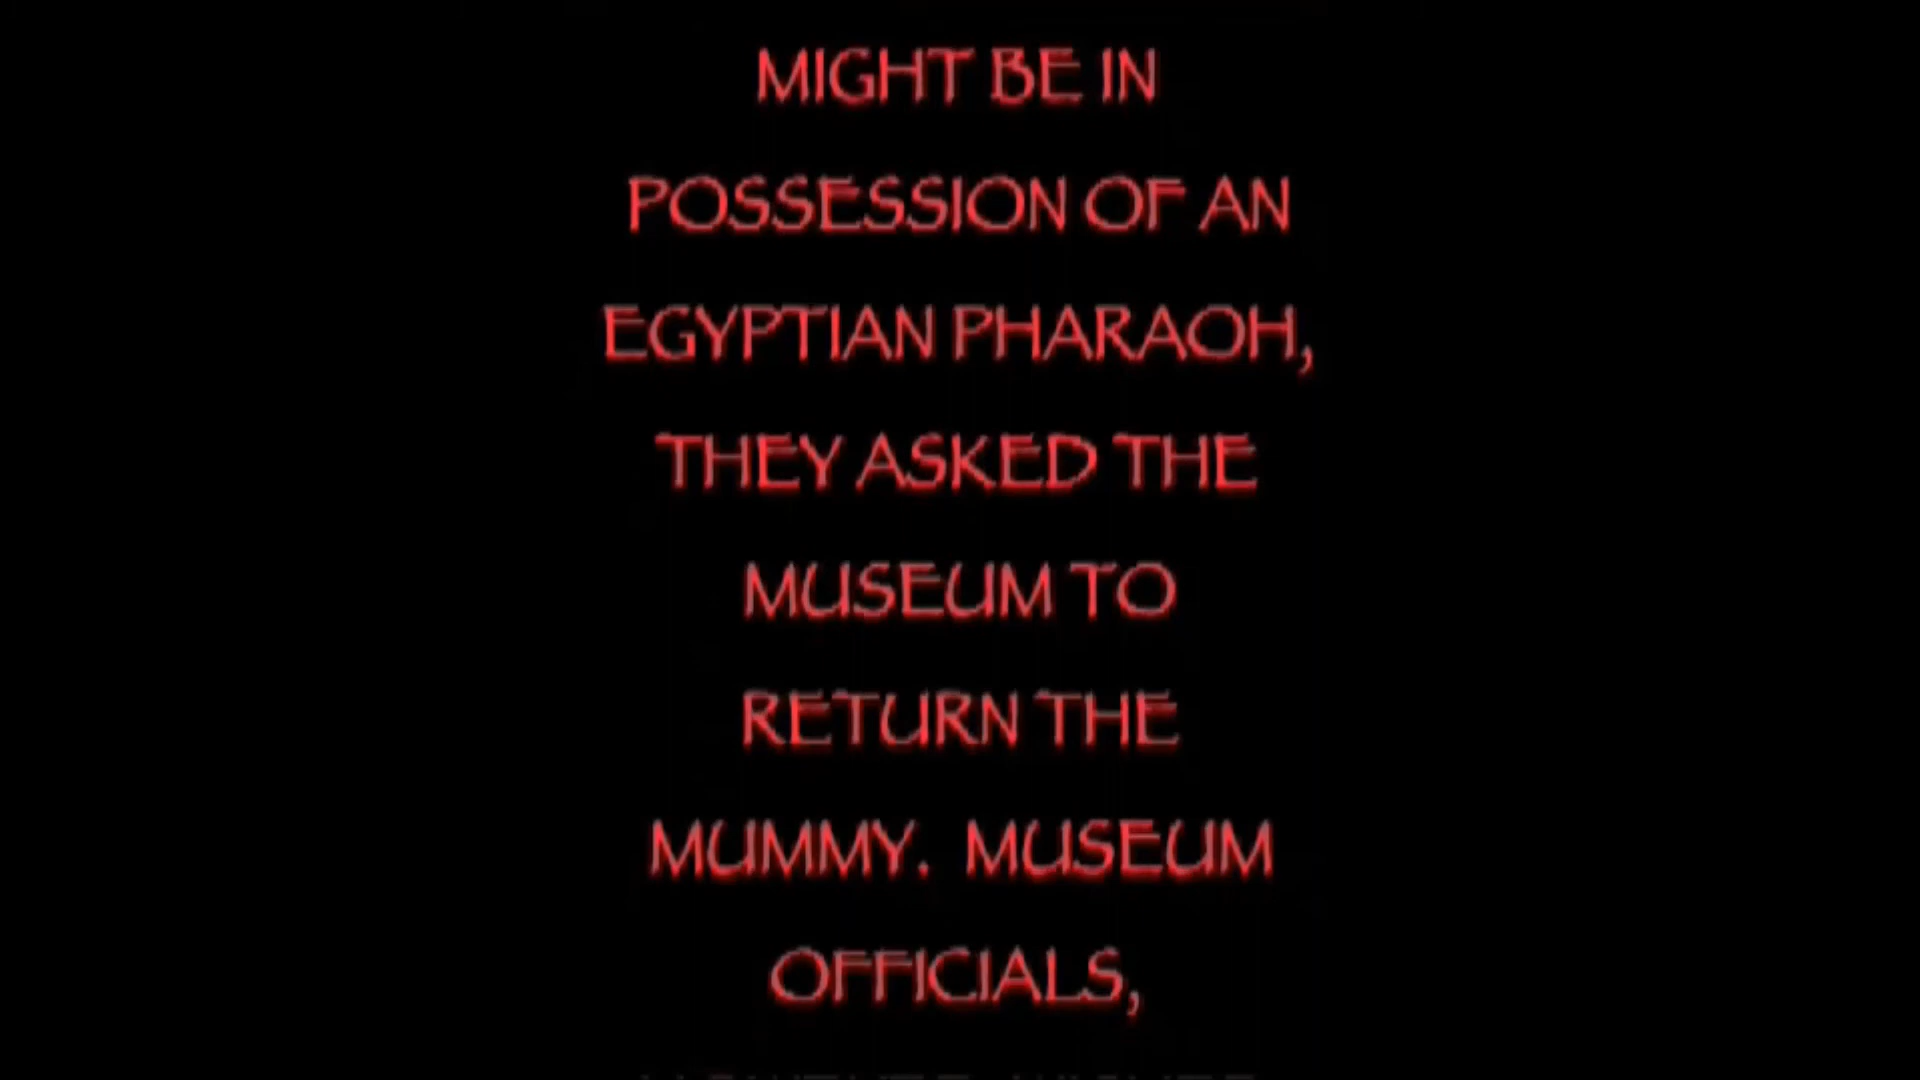 MIGHT BE IN
POSSESSION OF AN
EGYPTIAN PHARAOH,
THEY ASKED THE
MUSEUM TO
RETURN THE
MUMMY.  MUSEUM
OFFICIALS,